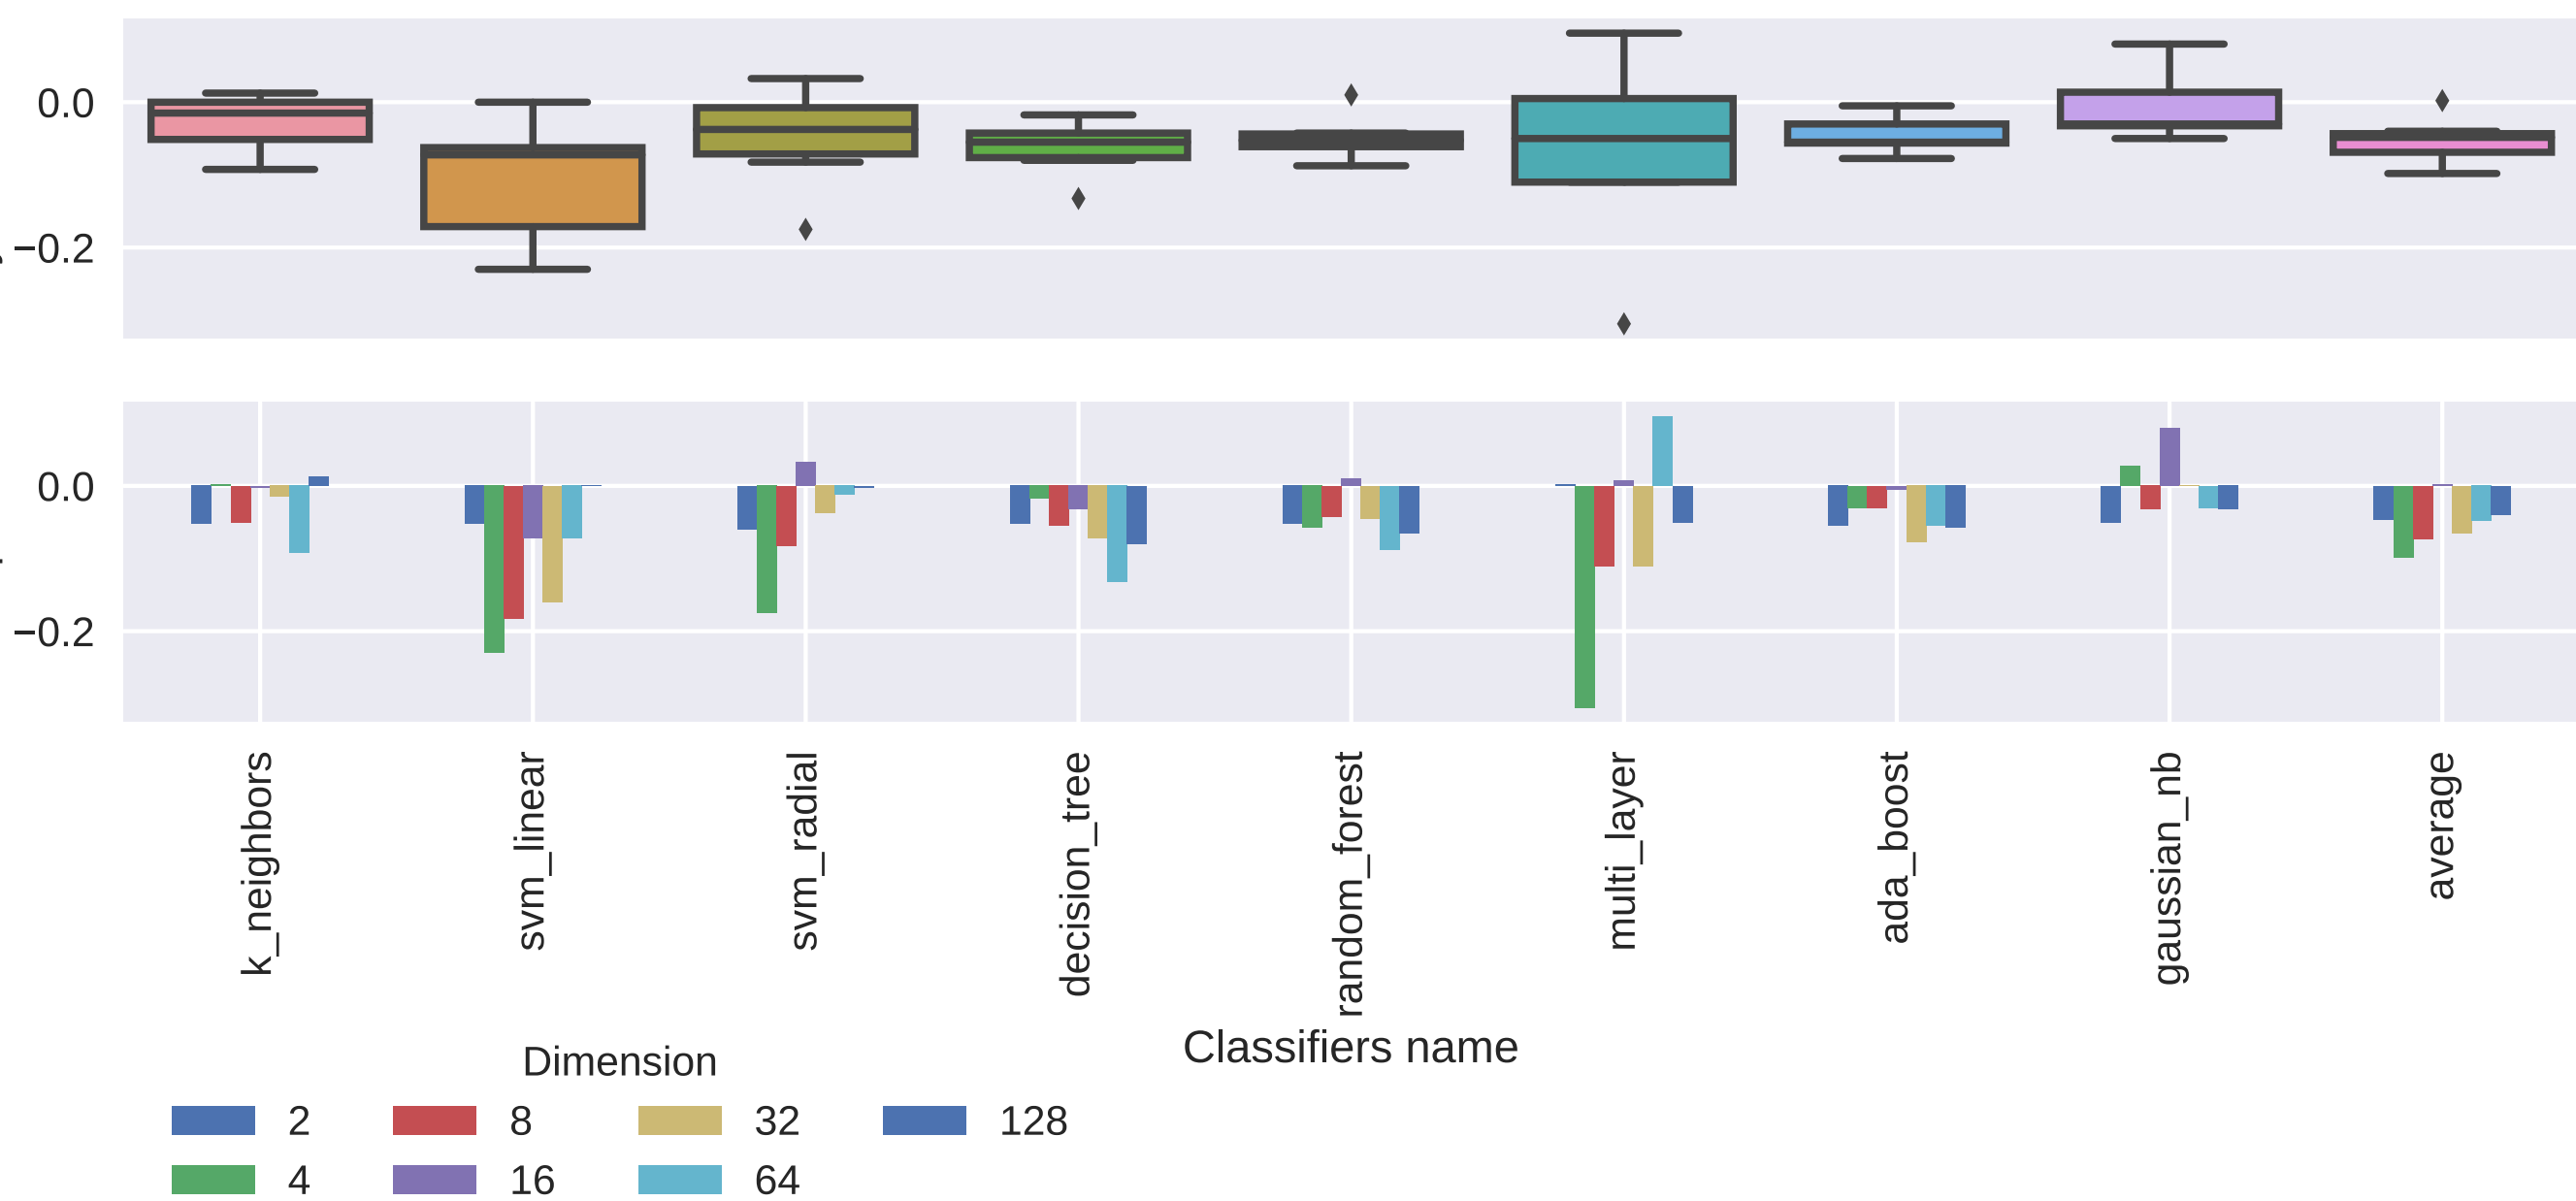 0.0
−0.2
0.0
−0.2
k_neighbors
svm_linear
svm_radial
decision_tree
random_forest
multi_layer
ada_boost
gaussian_nb
average
Classifiers name
Dimension
2 8 32 128
4 16 64